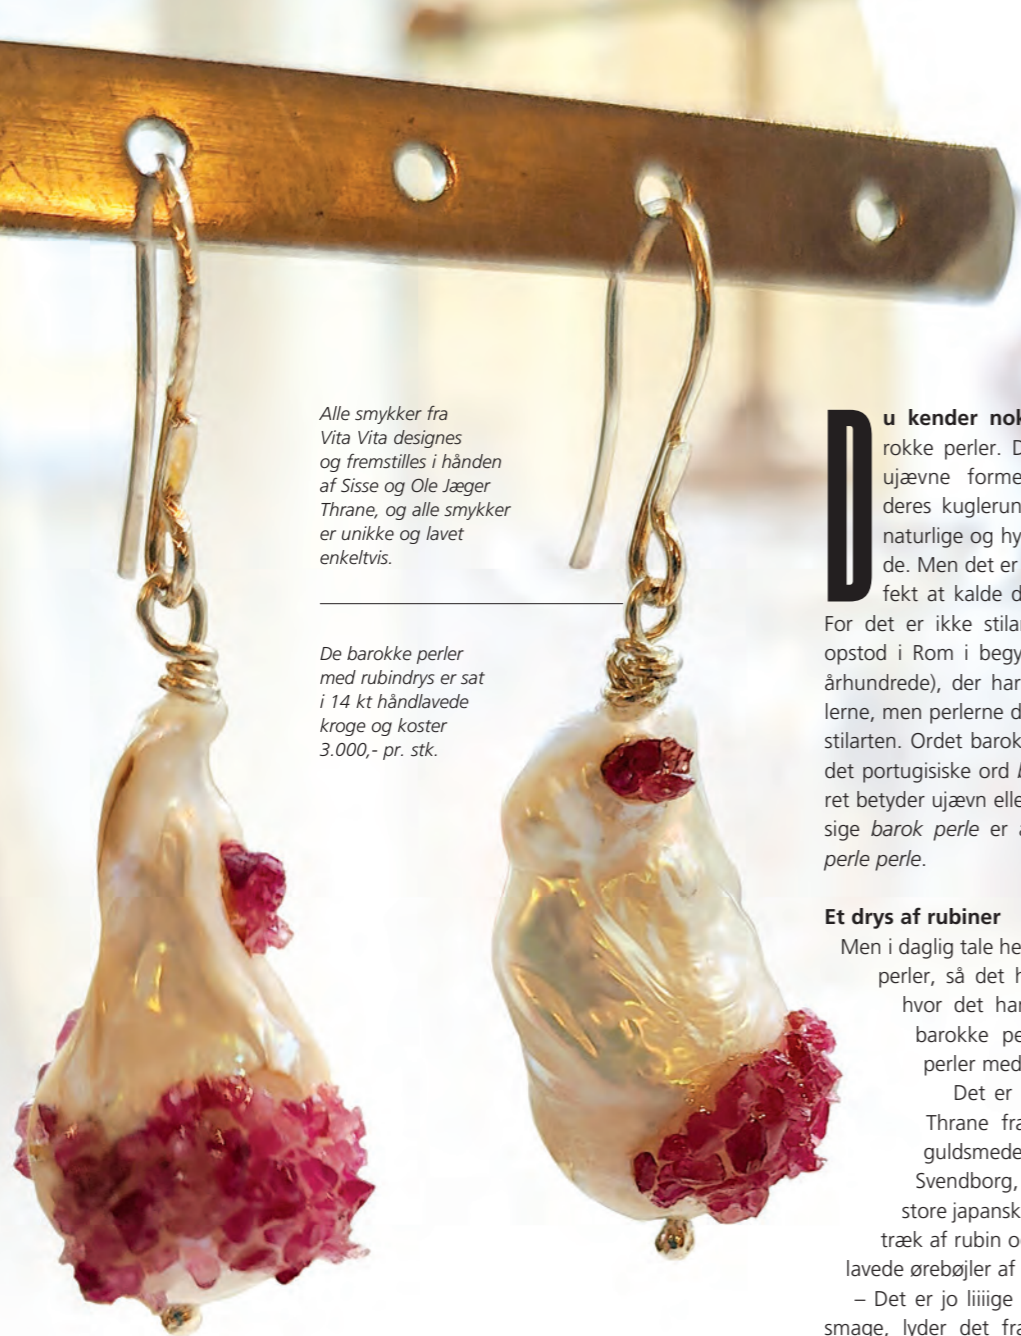 Alle smykker fra
Vita Vita designes
og fremstilles i hånden
af Sisse og Ole Jæger
Thrane, og alle smykker
er unikke og lavet
enkeltvis.
De barokke perler
med rubindrys er sat
i 14 kt håndlavede
kroge og koster
3.000,- pr. stk.
Du kender nok
rokke perler. D
ujævne forme
deres kuglerun
naturlige og hy
de. Men det er
fekt at kalde d
For det er ikke stilar
opstod i Rom i begy
århundrede), der har
lerne, men perlerne d
stilarten. Ordet barok
det portugisiske ord
ret betyder ujævn elle
sige barok perle er
perle perle.
Et drys af rubiner
Men i daglig tale he
perler, så det h
hvor det har
barokke pe
perler med
Det er
Thrane fra
guldsmede
Svendborg,
store japansk
træk af rubin o
lavede ørebøjler af
– Det er jo liiiige
smage, lyder det fra